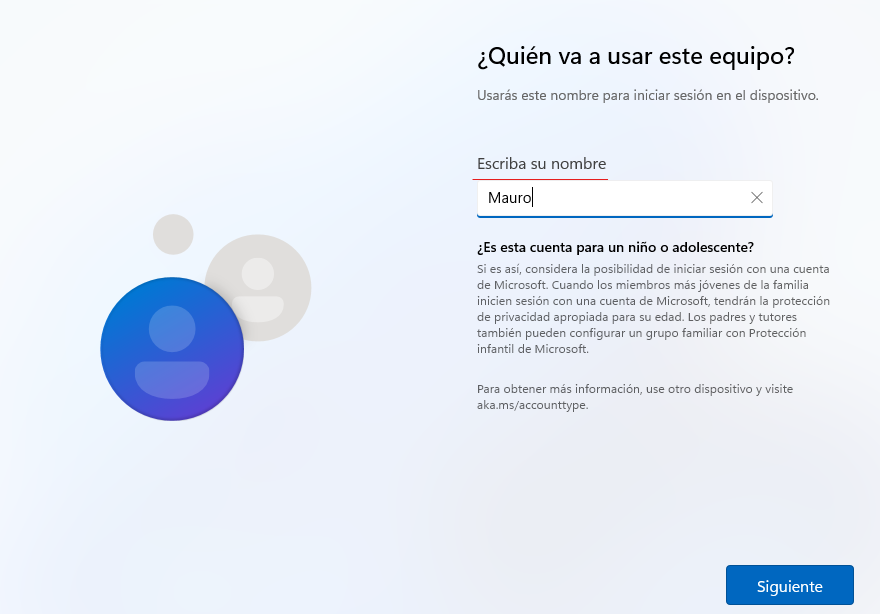 ¿Quién va a usar este equipo?
Usarás este nombre para iniciar sesión en el dispositivo.
Escriba su nombre
Mauro
¿Es esta cuenta para un niño o adolescente?
Si es así, considera la posibilidad de iniciar sesión con una cuenta
de Microsoft. Cuando los miembros más jóvenes de la familia
inicien sesión con una cuenta de Microsoft, tendrán la protección
de privacidad apropiada para su edad. Los padres y tutores
también pueden configurar un grupo familiar con Protección
infantil de Microsoft.
Para obtener más información, use otro dispositivo y visite
aka.ms/accounttype.
Siguiente